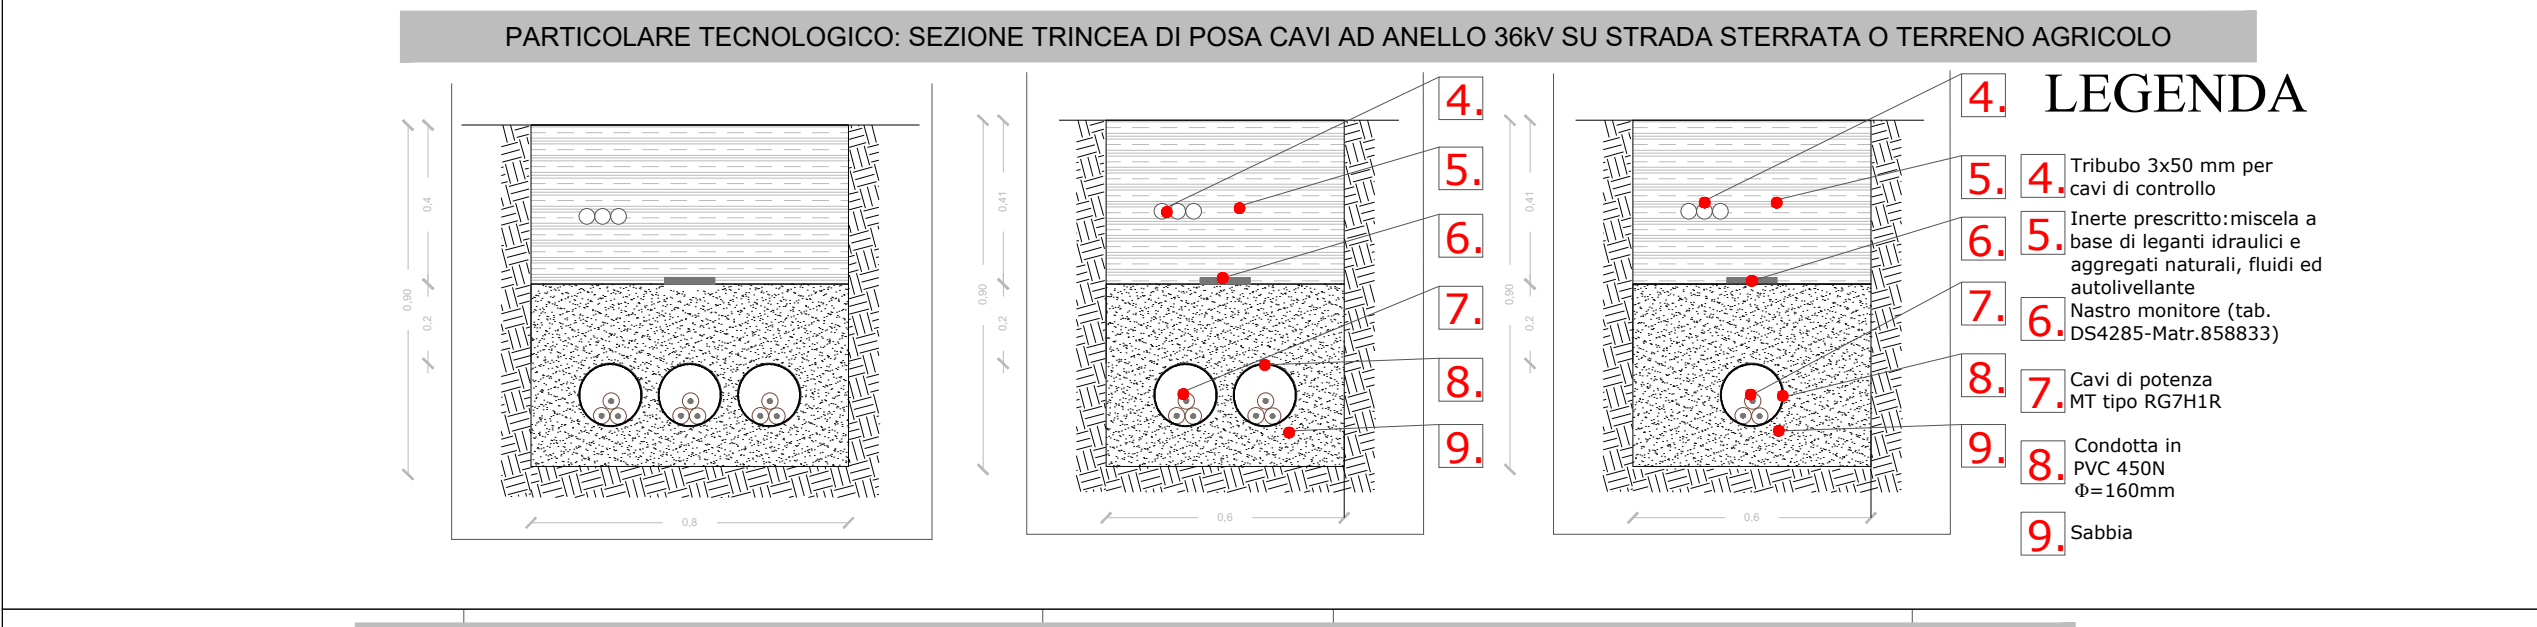 PARTICOLARE TECNOLOGICO: SEZIONE TRINCEA DI POSA CAVI AD ANELLO 36kV SU STRADA STERRATA O TERRENO AGRICOLO
0,90
0,4
0,2
0,8
0,90
0,41
0,2
0,6
4.
5.
6.
7.
8.
9.
0,90
0,41
0,2
0,6
4.
5.
6.
7.
8.
9.
LEGENDA
4. Tribubo 3x50 mm per
cavi di controllo
5. Inerte prescritto:miscela a
base di leganti idraulici e
aggregati naturali, fluidi ed
autolivellante
6. Nastro monitore (tab.
DS4285-Matr.858833)
7. Cavi di potenza
MT tipo RG7H1R
8. Condotta in
PVC 450N
Φ=160mm
9. Sabbia